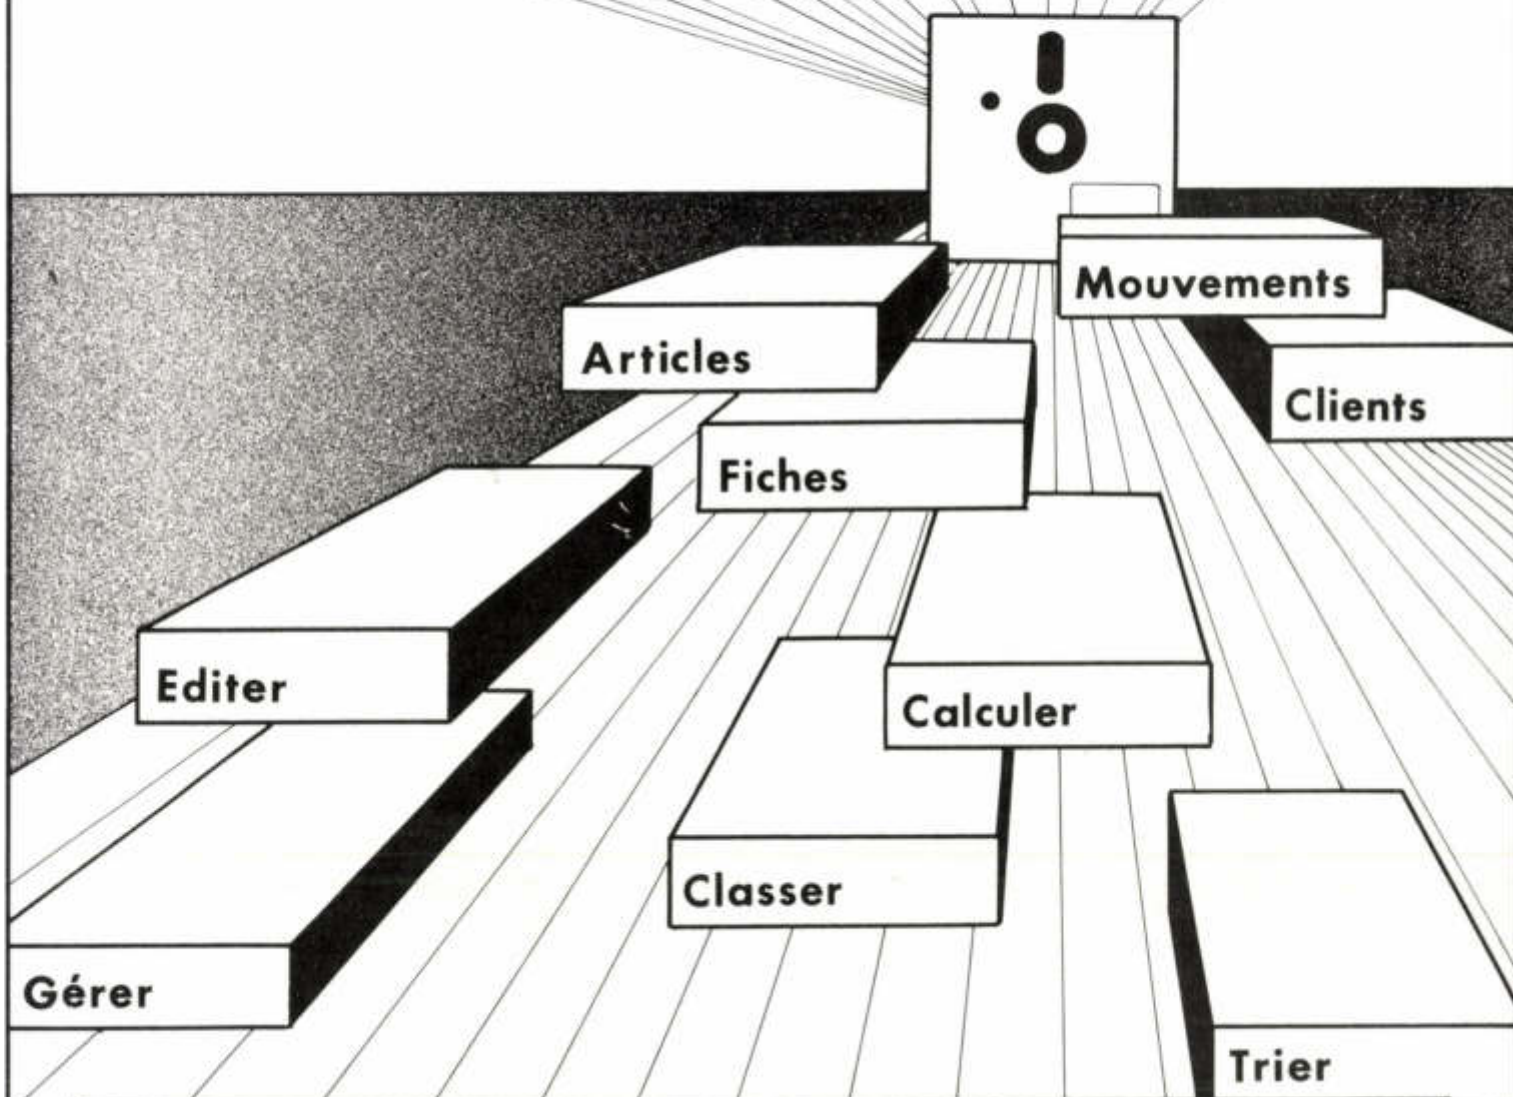 Mouvements
Articles
Clients
Fiches
Editer
Calculer
Classer
Gérer
Trier